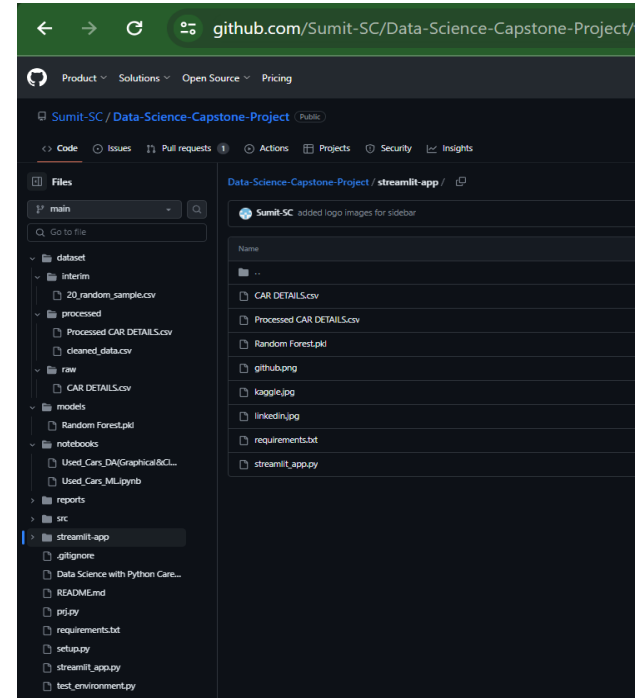 github.com/Sumit-SC/Data-Science-Capstone-Project/
Product Solutions Open Source Pricing
Sumit-SC / Data-Science-Capstone-Project Public
<> Code Issues Pull requests 1 Actions Projects Security Insights
Files
main
Go to file
dataset
interim
20_random_sample.csv
processed
Processed CAR DETAILS.csv
cleaned_data.csv
raw
CAR DETAILS.csv
models
Random Forest.pkl
notebooks
Used_Cars_DA(Graphical&Cl...
Used_Cars_ML.ipynb
reports
src
streamlit-app
.gitignore
Data Science with Python Care...
README.md
prj.py
requirements.txt
setup.py
streamlit_app.py
test_environment.py
Data-Science-Capstone-Project / streamlit-app /
Sumit-SC added logo images for sidebar
Name
..
CAR DETAILS.csv
Processed CAR DETAILS.csv
Random Forest.pkl
github.png
kaggle.jpg
linkedin.jpg
requirements.txt
streamlit_app.py